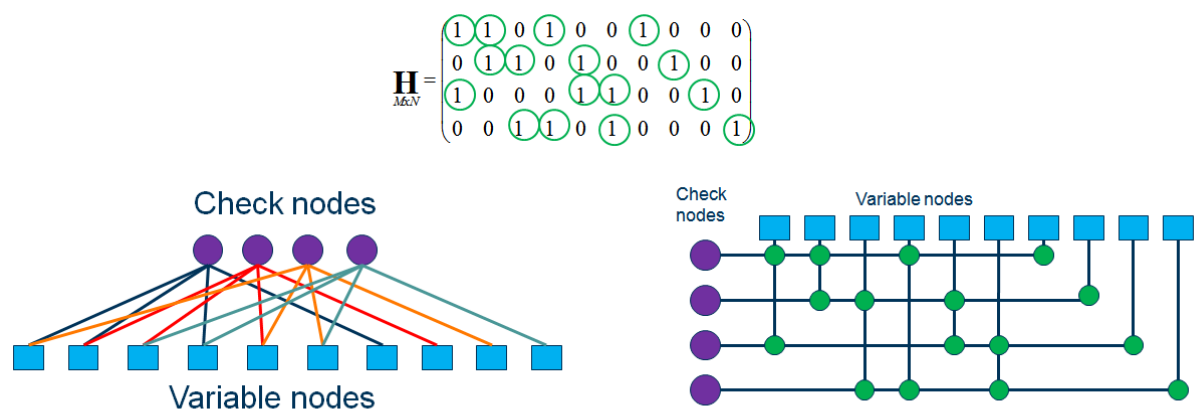 1 1 0 1 0 0 1 0 0 0
0 1 1 0 1 0 0 1 0 0
H =
MxN
1 0 0 0 1 1 0 0 1 0
0 0 1 1 0 1 0 0 0 1
Check nodes
Variable nodes
Check
nodes
Variable nodes